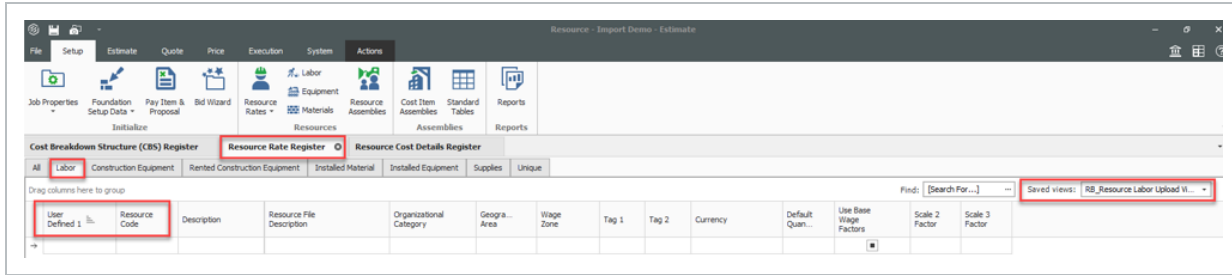 Resource - Import Demo - Estimate
File Setup Estimate Quote Price Execution System Actions
Job Properties
Foundation Setup Data
Pay Item & Proposal
Bid Wizard
Initialize
Resource Rates
Labor
Equipment
Materials
Resource Assemblies
Resources
Cost Item Assemblies
Standard Tables
Assemblies
Reports
Reports
Cost Breakdown Structure (CBS) Register Resource Rate Register Resource Cost Details Register
All Labor Construction Equipment Rented Construction Equipment Installed Material Installed Equipment Supplies Unique
Drag columns here to group
Find: [Search For...] ... Saved views: RB_Resource Labor Upload Vi...
User Defined 1
Resource Code
Description
Resource File Description
Organizational Category
Geogra... Area
Wage Zone
Tag 1
Tag 2
Currency
Default Quan...
Use Base Wage Factors
Scale 2 Factor
Scale 3 Factor